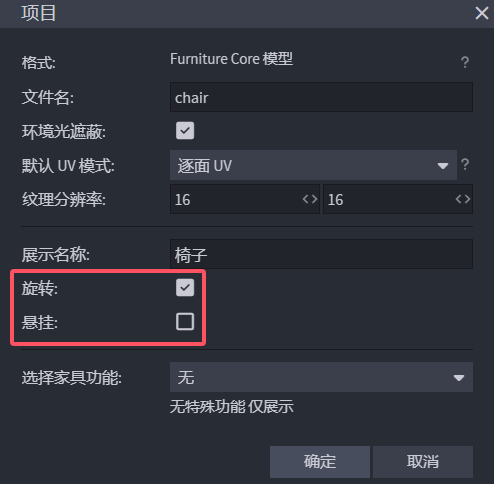 项目
格式: Furniture Core 模型 ?
文件名: chair
环境光遮蔽:
默认 UV 模式: 逐面 UV ?
纹理分辨率: 16 <> 16 <>
展示名称: 椅子
旋转:
悬挂:
选择家具功能: 无
无特殊功能 仅展示
确定 取消